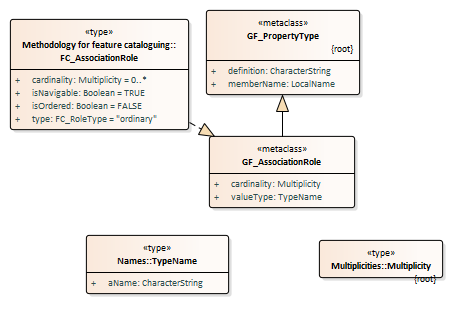 «type»
Methodology for feature cataloguing::
FC_AssociationRole
+ cardinality: Multiplicity = 0..*
+ isNavigable: Boolean = TRUE
+ isOrdered: Boolean = FALSE
+ type: FC_RoleType = "ordinary"
«metaclass»
GF_PropertyType
{root}
+ definition: CharacterString
+ memberName: LocalName
«metaclass»
GF_AssociationRole
+ cardinality: Multiplicity
+ valueType: TypeName
«type»
Names::TypeName
+ aName: CharacterString
«type»
Multiplicities::Multiplicity
{root}